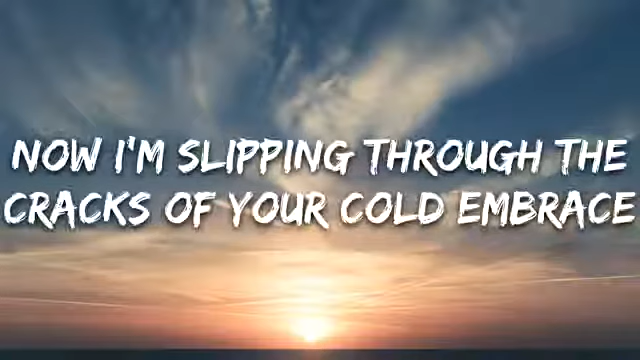 NOW I'M SLIPPING THROUGH THE
CRACKS OF YOUR COLD EMBRACE